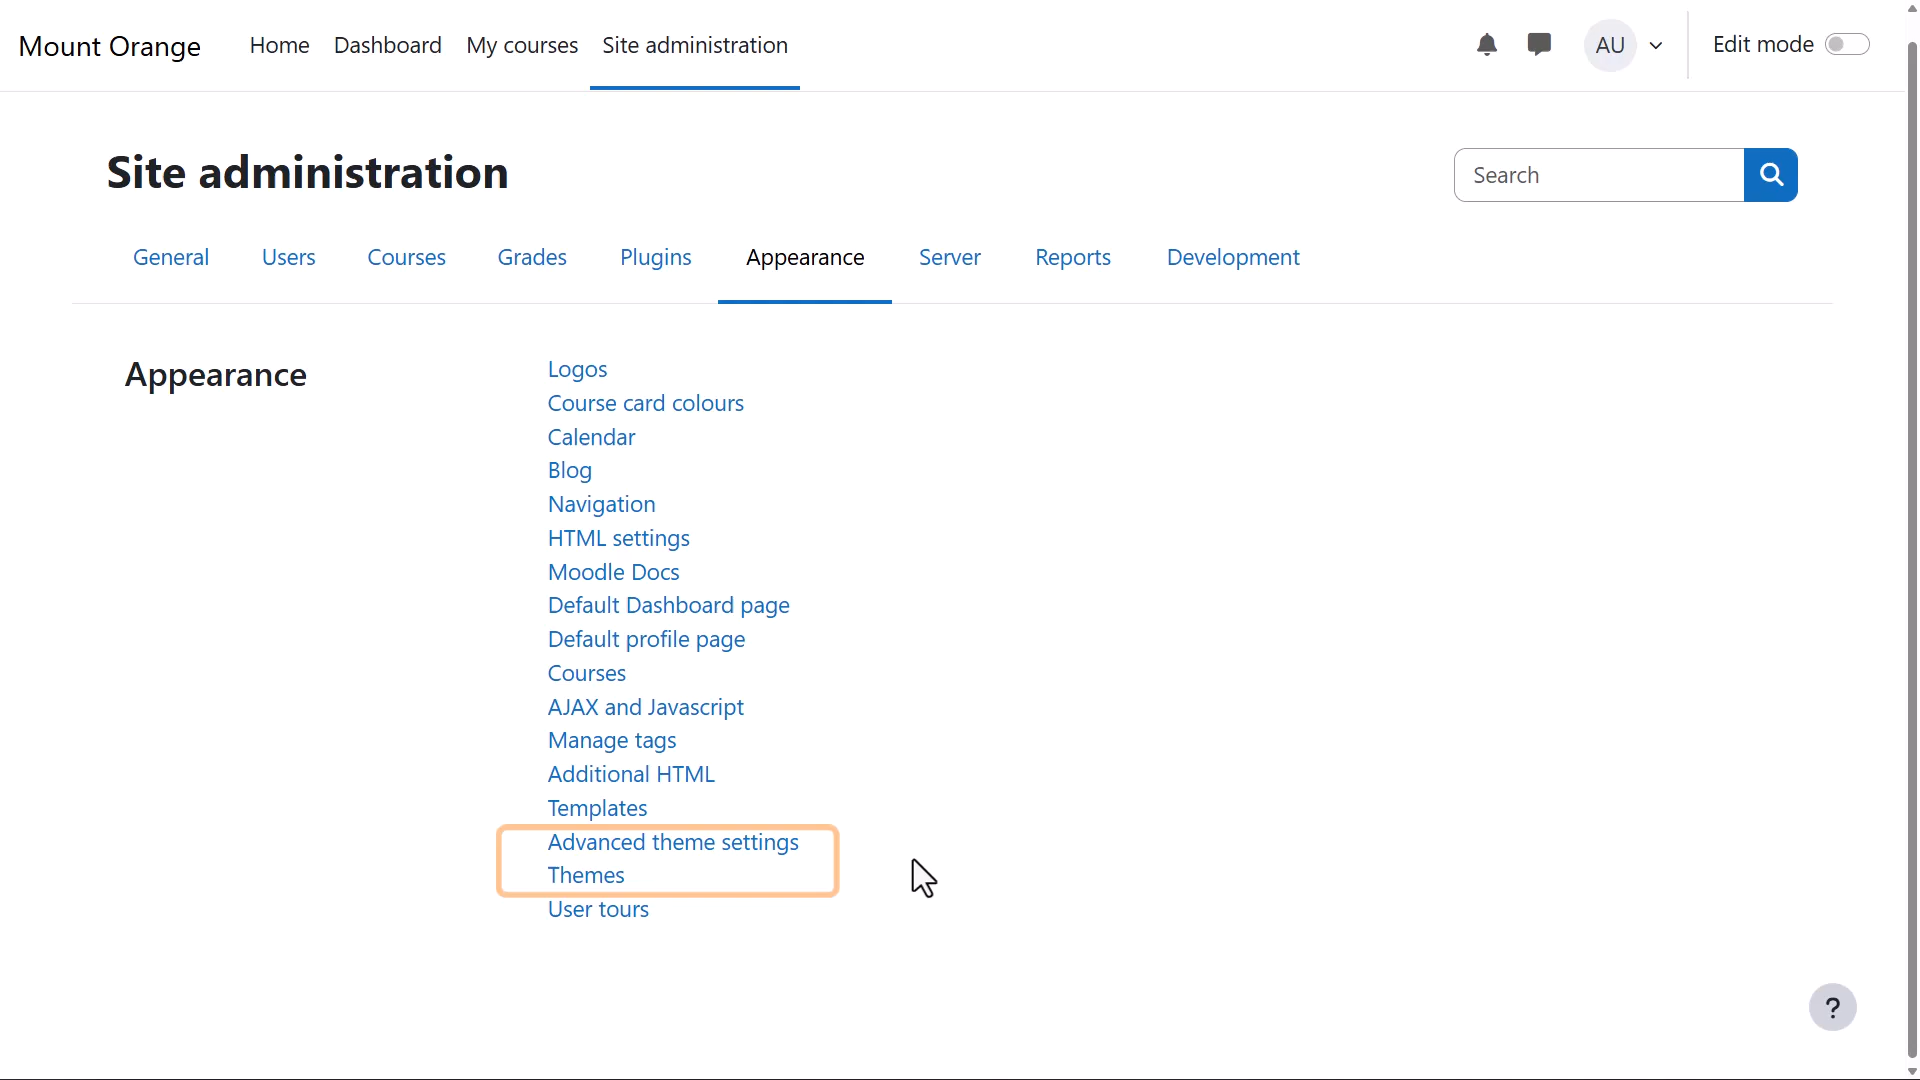 Mount Orange Home Dashboard My courses Site administration AU Edit mode
Site administration
Search
General Users Courses Grades Plugins Appearance Server Reports Development
Appearance
Logos
Course card colours
Calendar
Blog
Navigation
HTML settings
Moodle Docs
Default Dashboard page
Default profile page
Courses
AJAX and Javascript
Manage tags
Additional HTML
Templates
Advanced theme settings
Themes
User tours
?